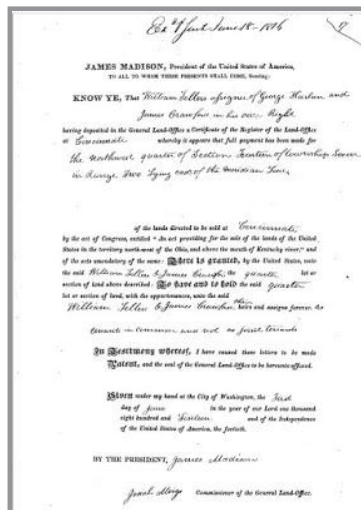 Ex'd Sent June 18 - 1816
JAMES MADISON, President of the United States of America,
TO ALL TO WHOM THESE PRESENTS SHALL COME, Greeting:
KNOW YE, That William Sellers assignee of George Harlan and
James Crawford in his own Right
having deposited in the General Land-Office a Certificate of the Register of the Land-Office
at Cincinnati whereby it appears that full payment has been made for
the Northwest quarter of Section of township Seven
in Range Two Lying east of the Meridian Line,
of the lands directed to be sold at Cincinnati
by the act of Congress, entitled "An act providing for the sale of the lands of the United
States in the territory north-west of the Ohio, and above the mouth of Kentucky river," and
of the acts amendatory of the same: There is granted, by the United States, unto
the said William Sellers & James the quarter lot or
section of land above described: To have and to hold the said quarter
lot or section of land, with the appurtenances, unto the said
William Sellers & James Crawford their heirs and assigns forever. As
tenants in common and not as joint tenants
In Testimony whereof, I have caused these letters to be made
Patent, and the seal of the General Land-Office to be hereunto affixed.
Given under my hand at the City of Washington, the
day of June in the year of our Lord one thousand
eight hundred and Sixteen and of the Independence
of the United States of America, the fortieth.
BY THE PRESIDENT, James Madison
Josiah Meigs Commissioner of the General Land-Office.